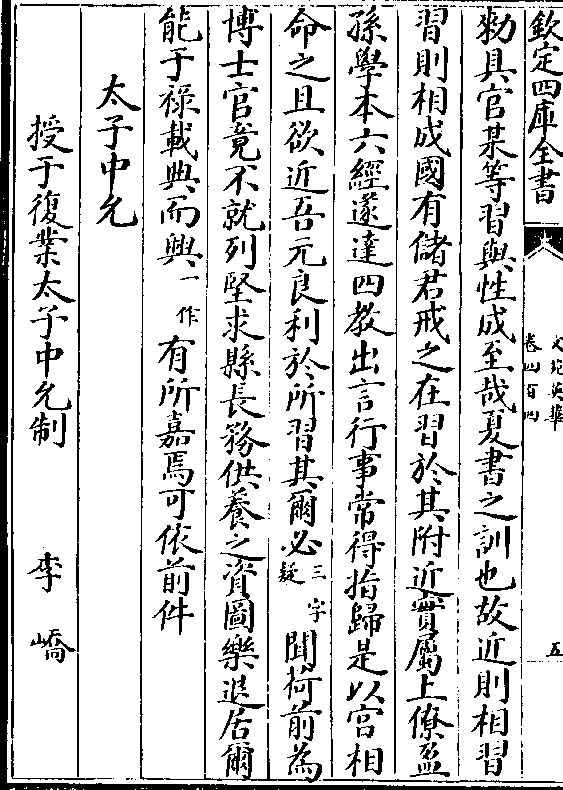 欽定四庫全書
文苑英華
卷四百四
五
勑具官某等習與性成至哉夏書之訓也故近則相習
習則相成國有儲君戒之在習於其附近實屬上僚盈
孫學本六經遂達四教出言行事常得指歸是以宫相
命之且欲近吾元良利於所習其爾必三字疑聞荷前為
博士官竟不就列堅求縣長務供養之資圖樂退居爾
能于祿載典而興一作有所嘉焉可依前件
太子中允
授于復業太子中允制 李嶠